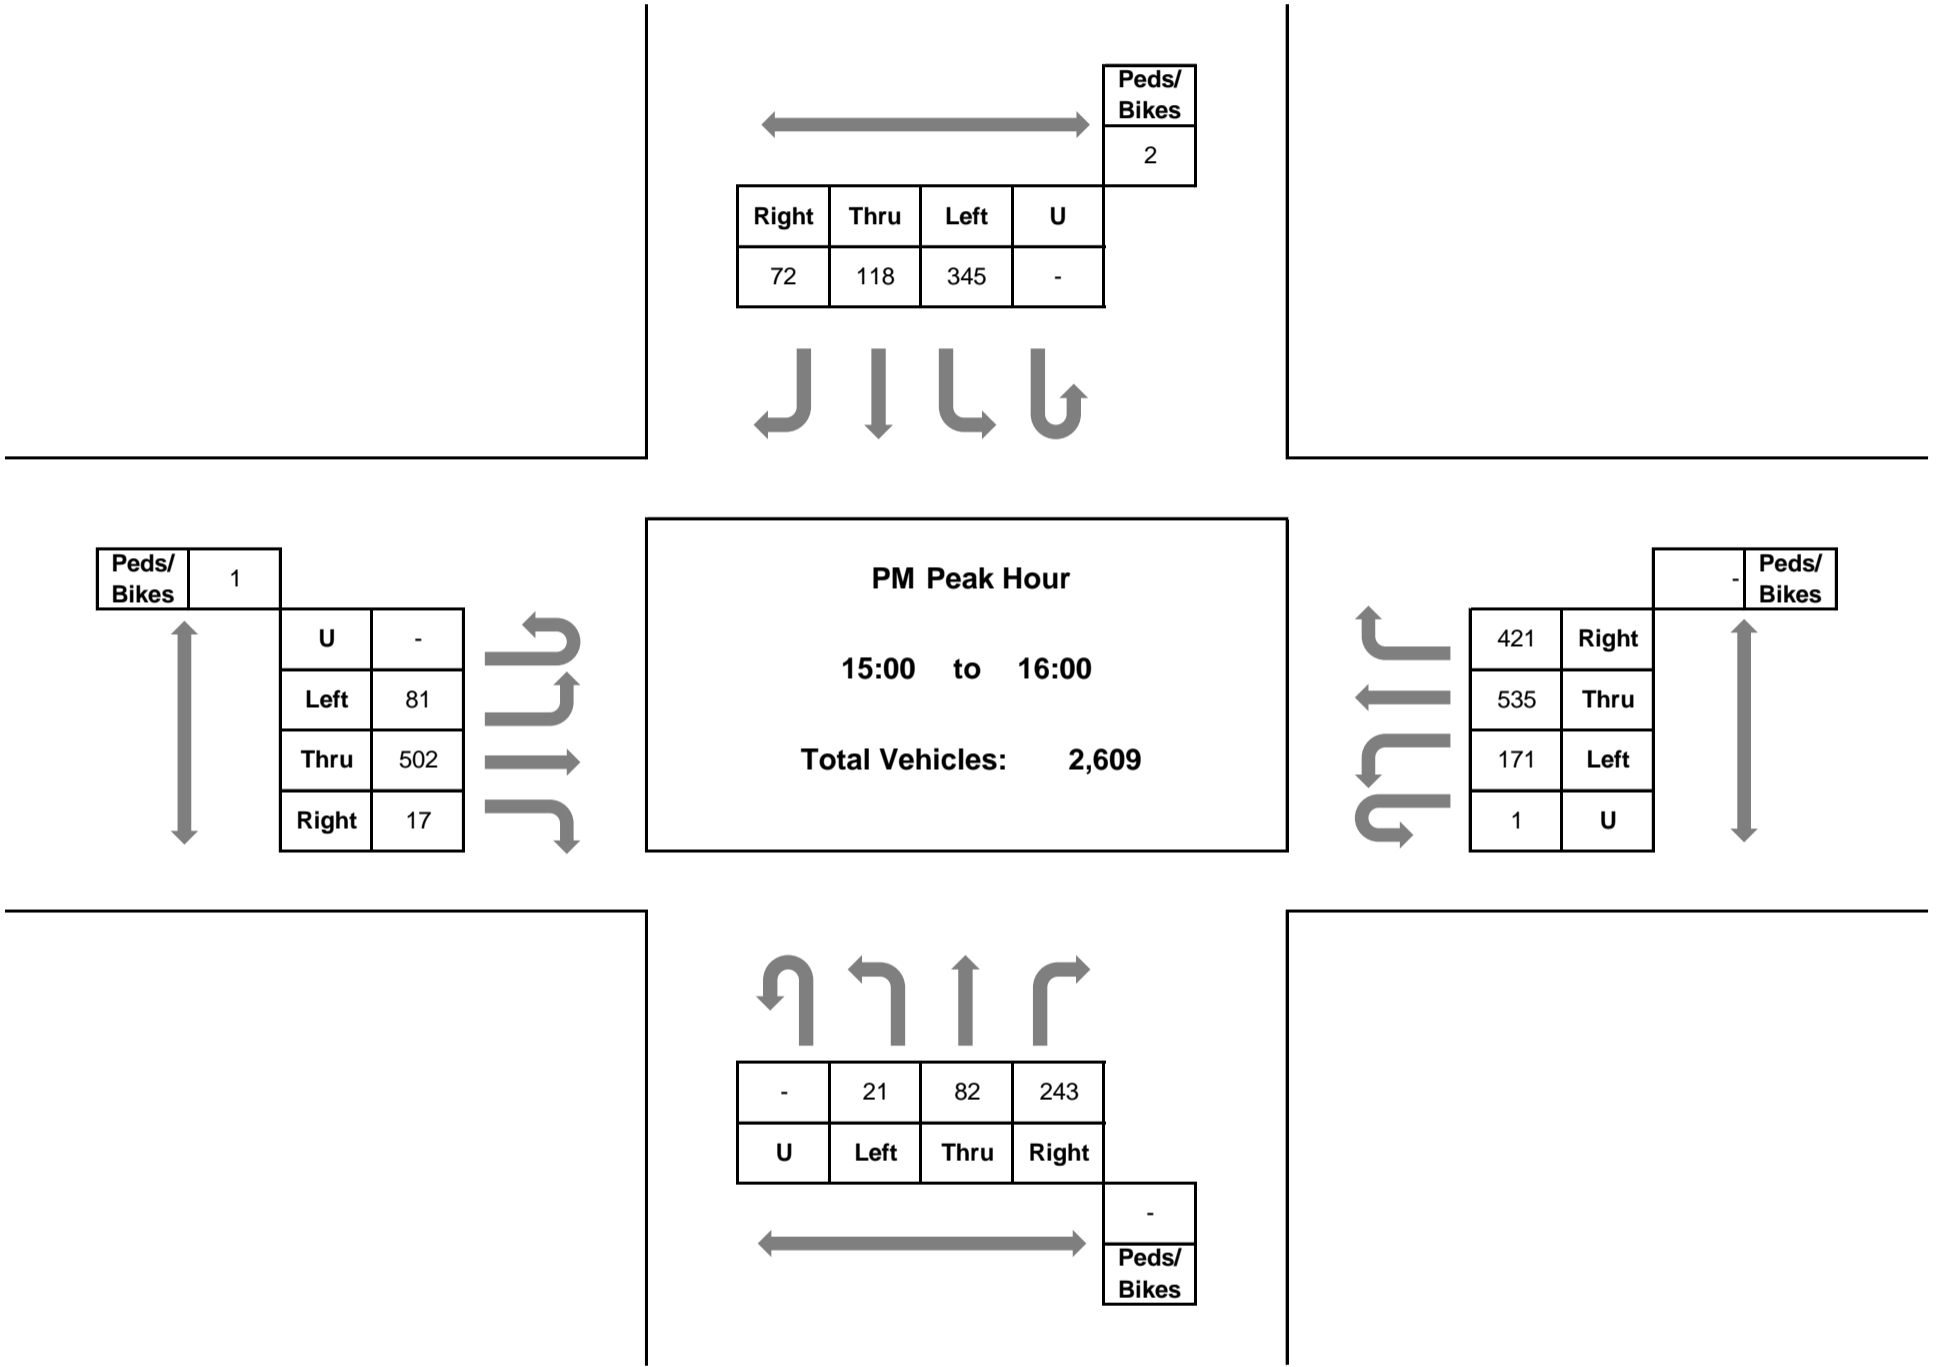 Peds/
Bikes
2
Right Thru Left U
72 118 345 -
Peds/
Bikes
1
U -
Left 81
Thru 502
Right 17
PM Peak Hour
15:00 to 16:00
Total Vehicles: 2,609
- Peds/
Bikes
421 Right
535 Thru
171 Left
1 U
- 21 82 243
U Left Thru Right
-
Peds/
Bikes